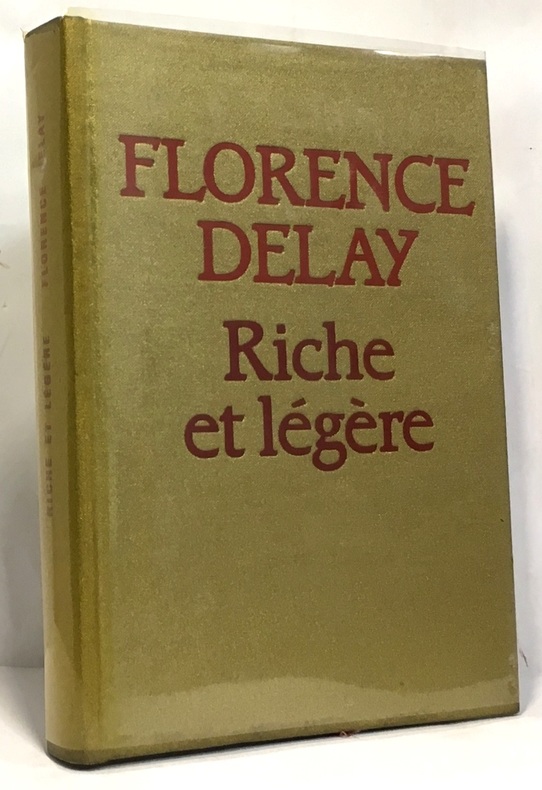 FLORENCE
DELAY
Riche
et légère
RICHE ET LÉGÈRE FLORENCE DELAY